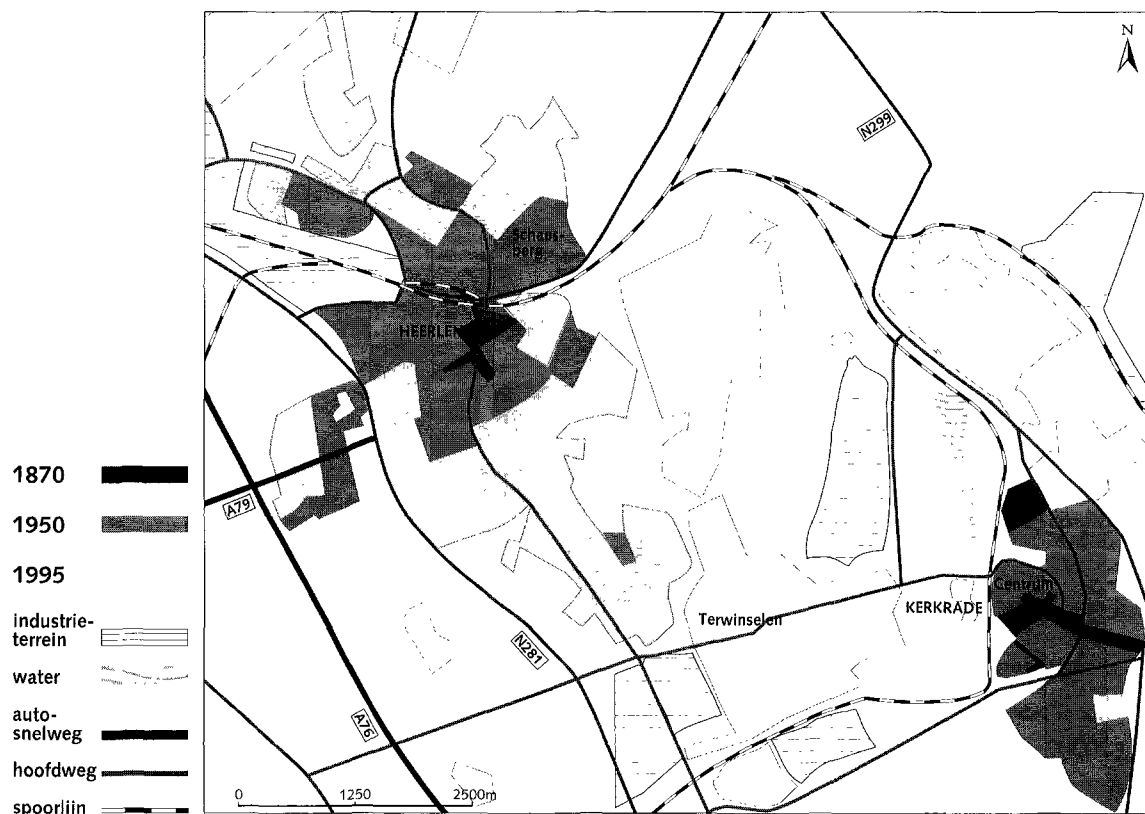 N
N299
Schaesberg
HEERLEN
A79
N281
A76
Terwinselen
Centrum
KERKRADE
0 1250 2500m
1870
1950
1995
industrie-
terrein
water
auto-
snelweg
hoofdweg
spoorlijn